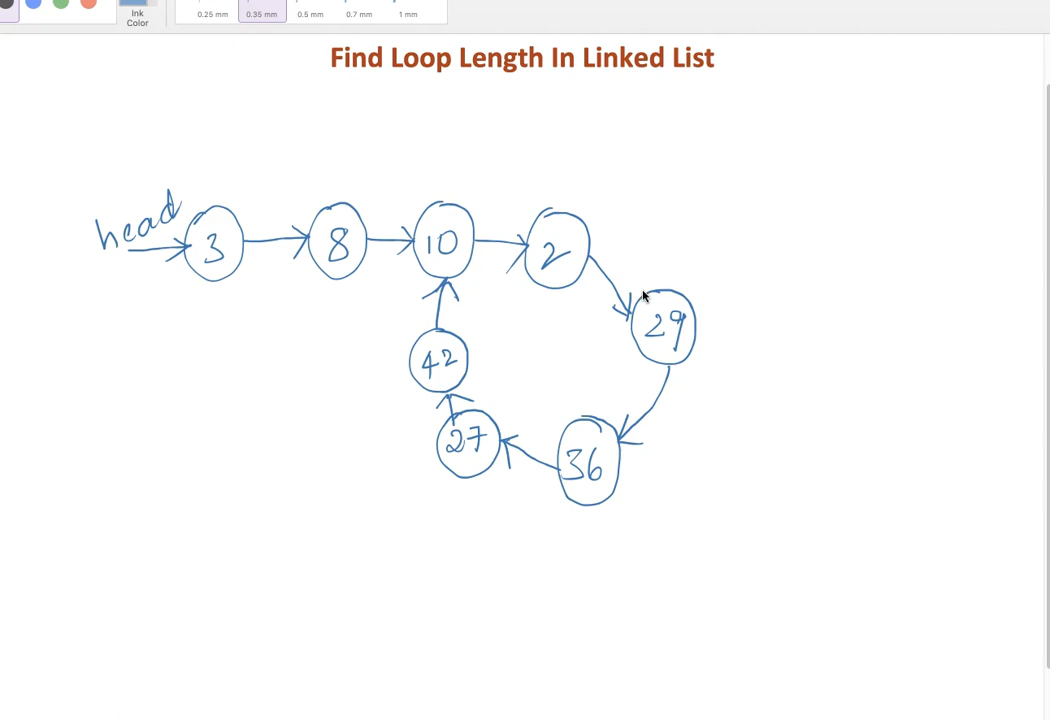 Ink
Color
0.25 mm 0.35 mm 0.5 mm 0.7 mm 1 mm
Find Loop Length In Linked List
head 3 8 10 2
29
42
27 36